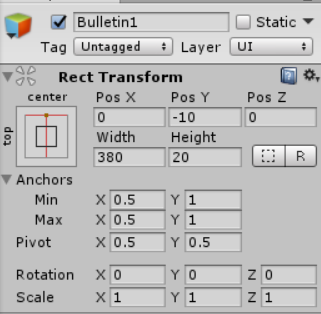 Bulletin1 Static
Tag Untagged Layer UI
Rect Transform
center Pos X Pos Y Pos Z
0 -10 0
top Width Height
380 20 R
Anchors
Min X 0.5 Y 1
Max X 0.5 Y 1
Pivot X 0.5 Y 0.5
Rotation X 0 Y 0 Z 0
Scale X 1 Y 1 Z 1